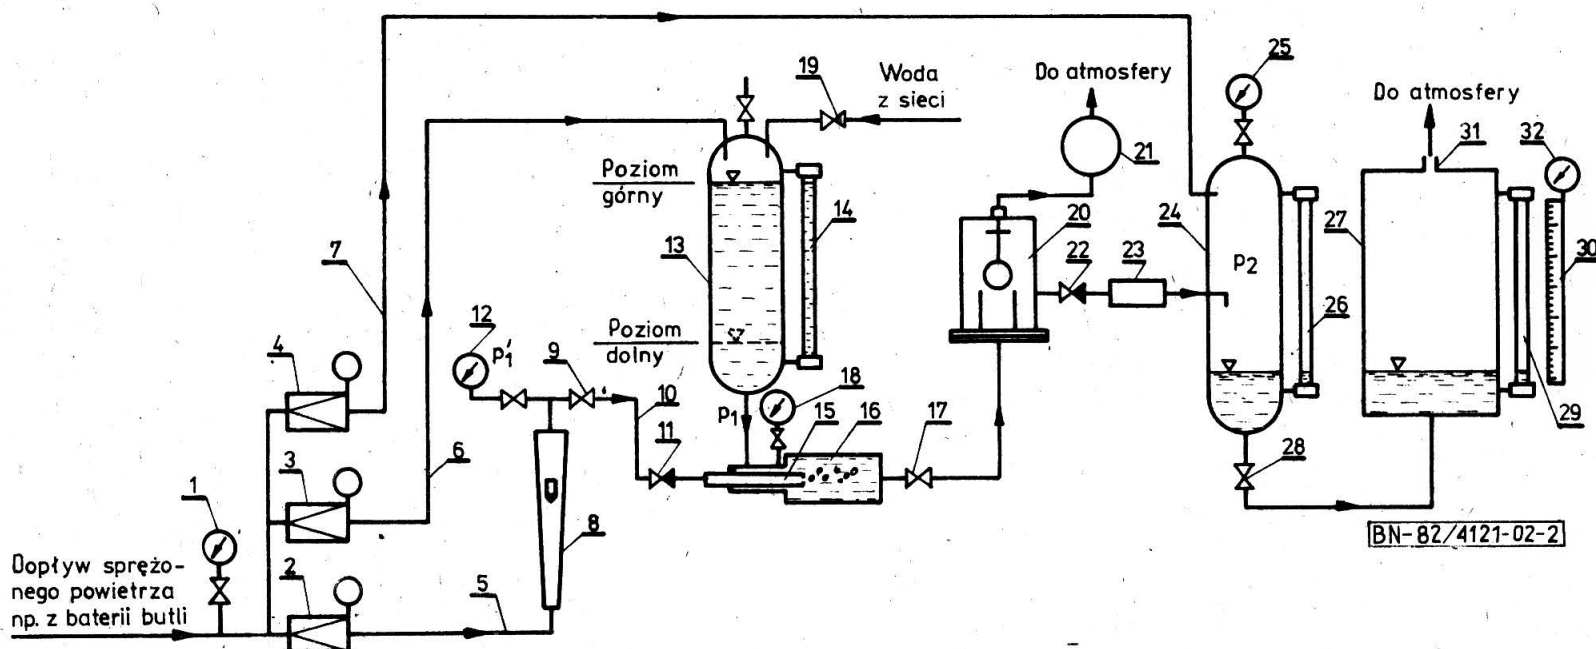 25
19
Woda
z sieci
Do atmosfery
Do atmosfery
31
32
21
Poziom
górny
14
20
24
27
7
13
22
23
p₂
30
12
p₁'
Poziom
dolny
26
4
9
18
10
p₁
15
16
17
29
11
28
3
6
1
8
BN-82/4121-02-2
Dopływ sprężo-
nego powietrza
np. z baterii butli
2
5